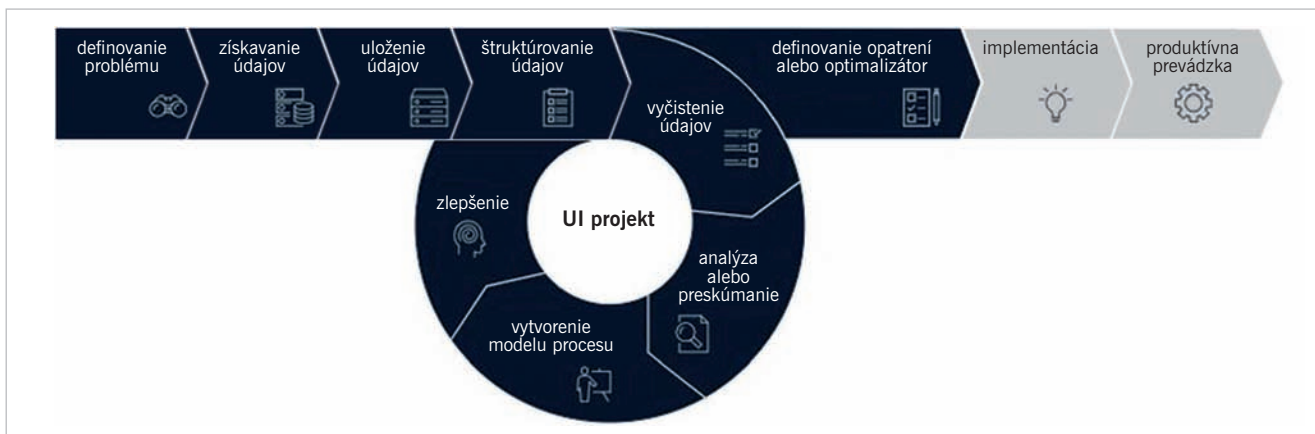 definovanie
problému
získavanie
údajov
uloženie
údajov
štruktúrovanie
údajov
vyčistenie
údajov
definovanie opatrení
alebo optimalizátor
implementácia
produktívna
prevádzka
zlepšenie
UI projekt
analýza
alebo
preskúmanie
vytvorenie
modelu procesu